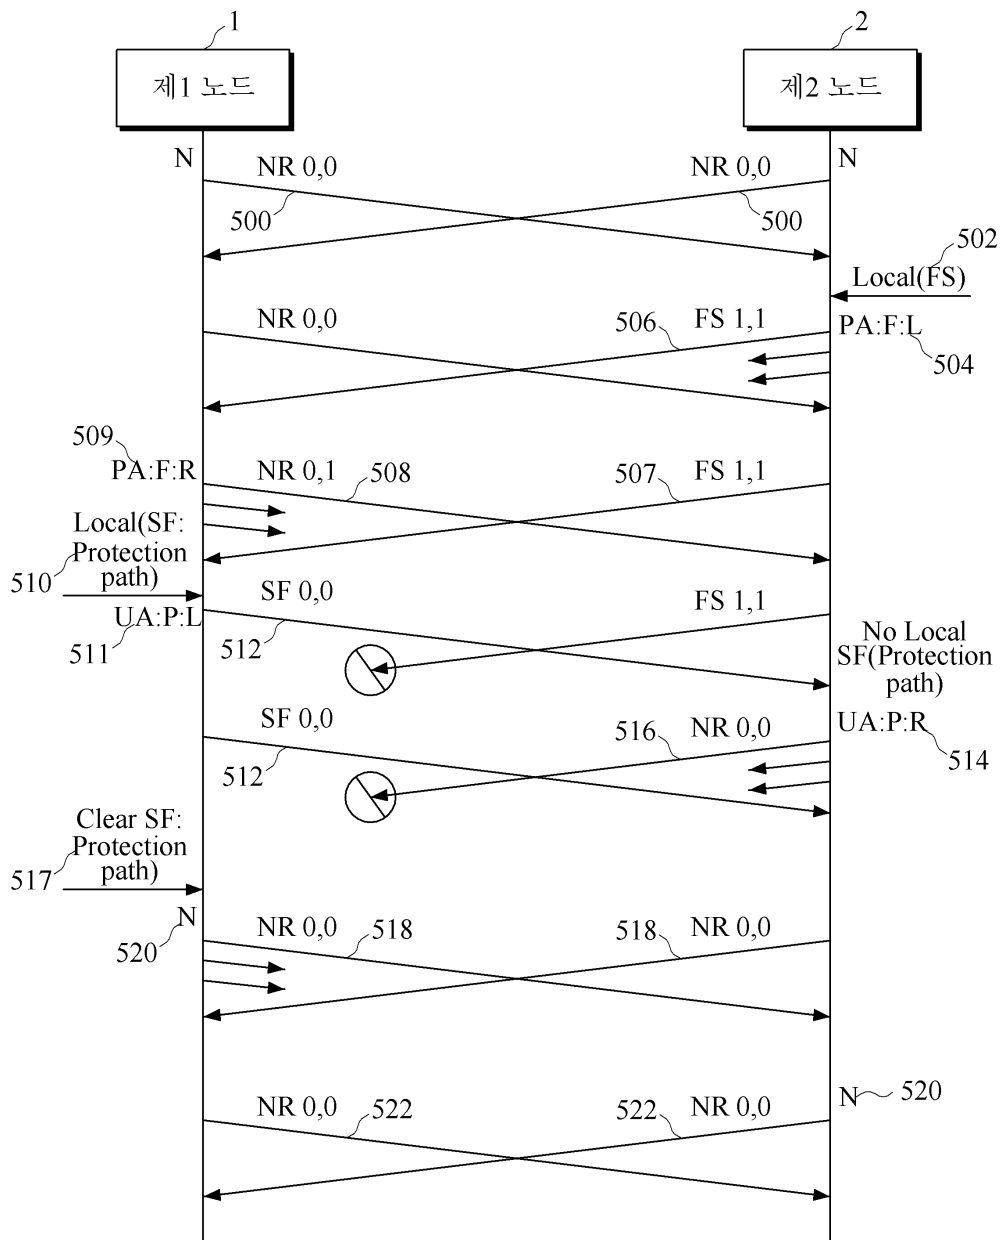 1
2
제1 노드
제2 노드
N
NR 0,0
NR 0,0
N
500
500
502
Local(FS)
NR 0,0
506
FS 1,1
PA:F:L
504
509
PA:F:R
NR 0,1
508
507
FS 1,1
Local(SF:
Protection
path)
510
SF 0,0
FS 1,1
UA:P:L
511
512
No Local
SF(Protection
path)
SF 0,0
516
NR 0,0
UA:P:R
514
512
Clear SF:
Protection
path)
517
N
520
NR 0,0
518
518
NR 0,0
N
520
NR 0,0
522
522
NR 0,0